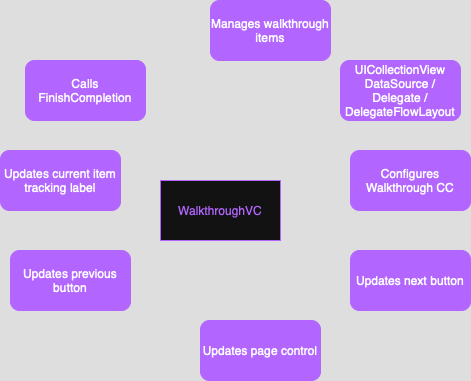 Manages walkthrough
items
Calls
FinishCompletion
UICollectionView
DataSource /
Delegate /
DelegateFlowLayout
Updates current item
tracking label
Configures
Walkthrough CC
WalkthroughVC
Updates previous
button
Updates next button
Updates page control